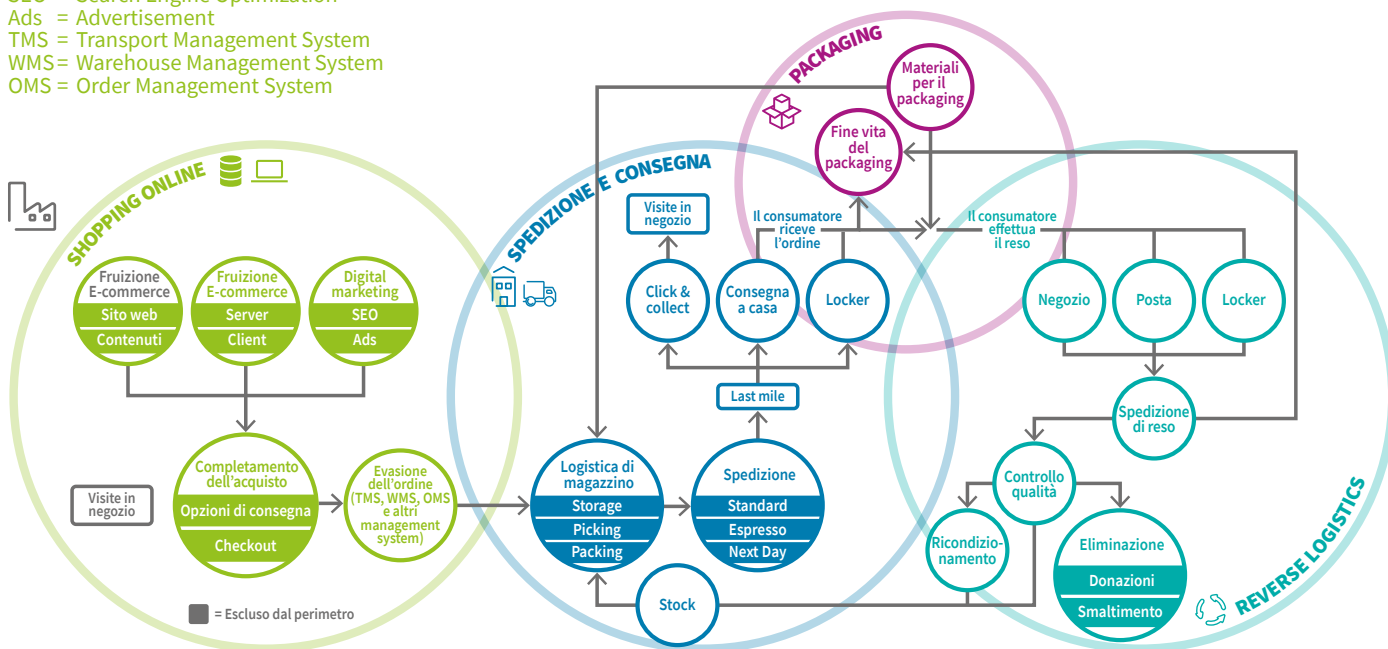 SEO = Search Engine Optimization
Ads = Advertisement
TMS = Transport Management System
WMS = Warehouse Management System
OMS = Order Management System
SHOPPING ONLINE
Fruizione
E-commerce
Sito web
Contenuti
Fruizione
E-commerce
Server
Client
Digital
marketing
SEO
Ads
Completamento
dell'acquisto
Opzioni di consegna
Checkout
Visite in
negozio
Evasione
dell'ordine
(TMS, WMS, OMS
e altri
management
system)
= Escluso dal perimetro
SPEDIZIONE E CONSEGNA
Visite in
negozio
Il consumatore
riceve
l'ordine
Click &
collect
Consegna
a casa
Locker
Last mile
Logistica di
magazzino
Storage
Picking
Packing
Spedizione
Standard
Espresso
Next Day
Stock
PACKAGING
Materiali
per il
packaging
Fine vita
del
packaging
Il consumatore
effettua
il reso
Negozio
Posta
Locker
Spedizione
di reso
Controllo
qualità
Ricondizio-
namento
Eliminazione
Donazioni
Smaltimento
REVERSE LOGISTICS